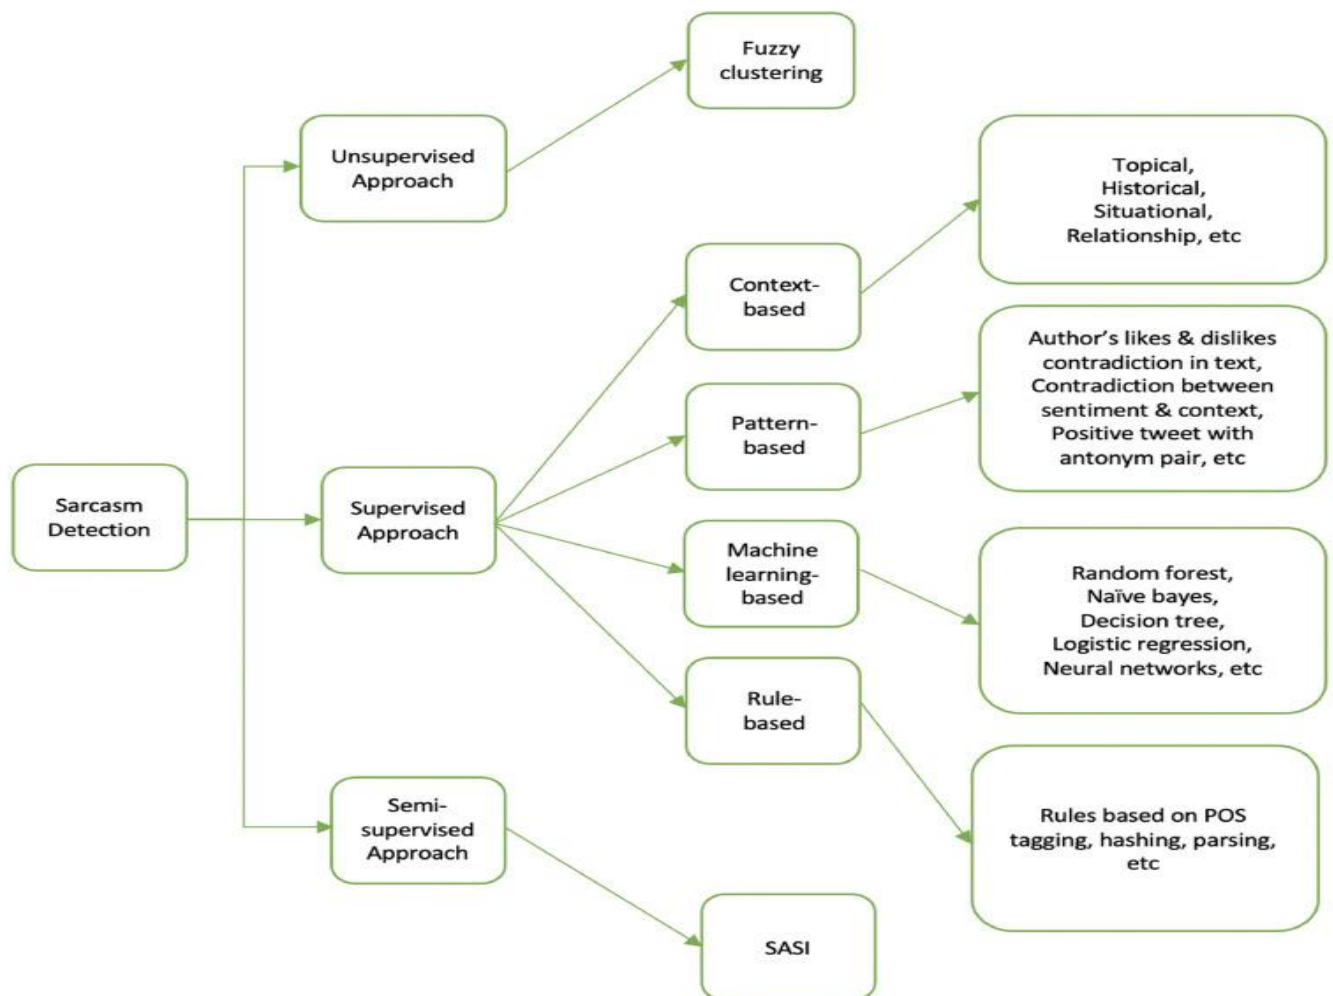 Fuzzy
clustering
Unsupervised
Approach
Topical,
Historical,
Situational,
Relationship, etc
Context-
based
Author’s likes & dislikes
contradiction in text,
Contradiction between
sentiment & context,
Positive tweet with
antonym pair, etc
Pattern-
based
Sarcasm
Detection
Supervised
Approach
Machine
learning-
based
Random forest,
Naïve bayes,
Decision tree,
Logistic regression,
Neural networks, etc
Rule-
based
Semi-
supervised
Approach
Rules based on POS
tagging, hashing, parsing,
etc
SASI